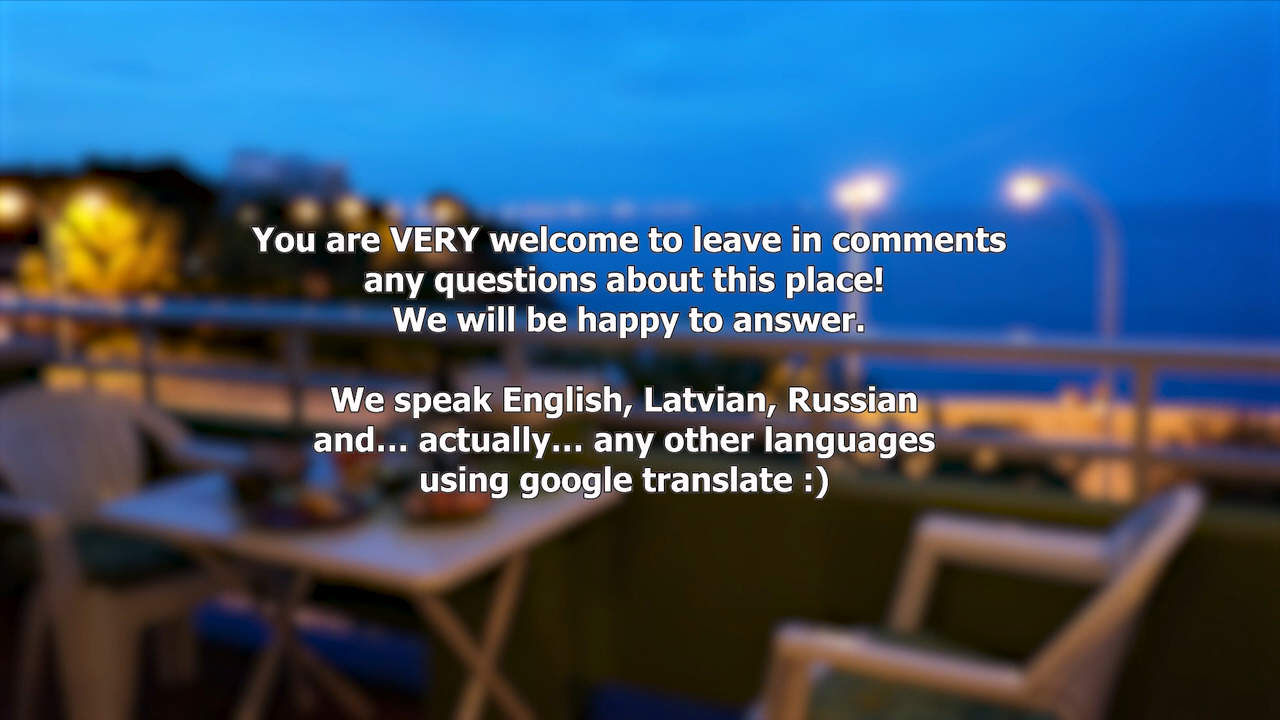 You are VERY welcome to leave in comments
any questions about this place!
We will be happy to answer.
We speak English, Latvian, Russian
and... actually... any other languages
using google translate :)